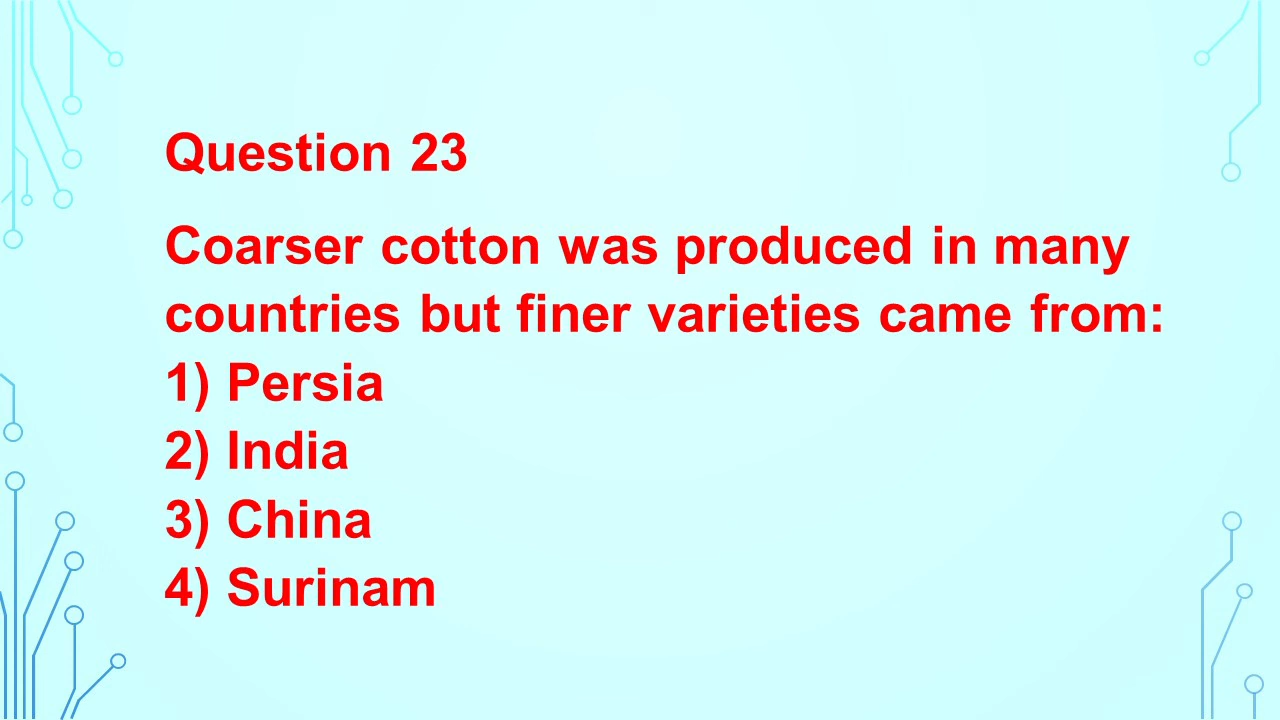 Question 23
Coarser cotton was produced in many
countries but finer varieties came from:
1) Persia
2) India
3) China
4) Surinam